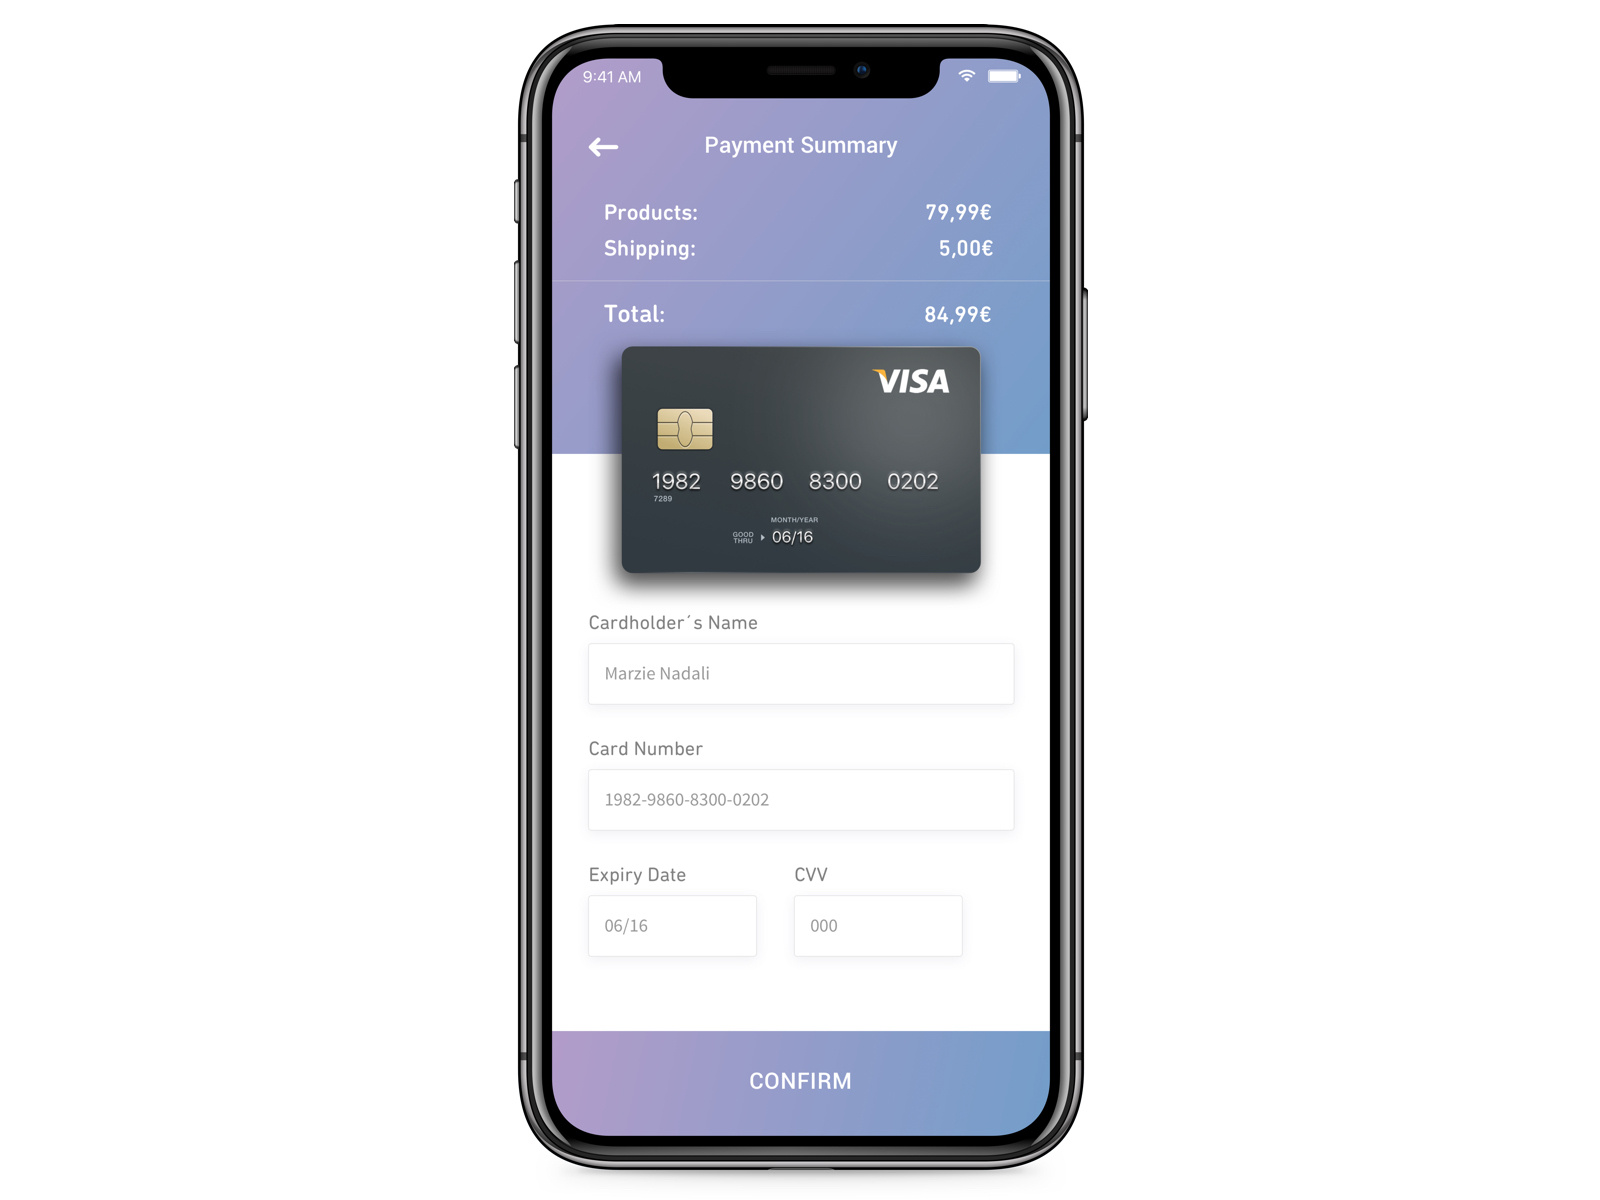 9:41 AM
Payment Summary
Products: 79,99€
Shipping: 5,00€
Total: 84,99€
VISA
1982 9860 8300 0202
7289
MONTH/YEAR
GOOD THRU 06/16
Cardholder´s Name
Marzie Nadali
Card Number
1982-9860-8300-0202
Expiry Date CVV
06/16 000
CONFIRM